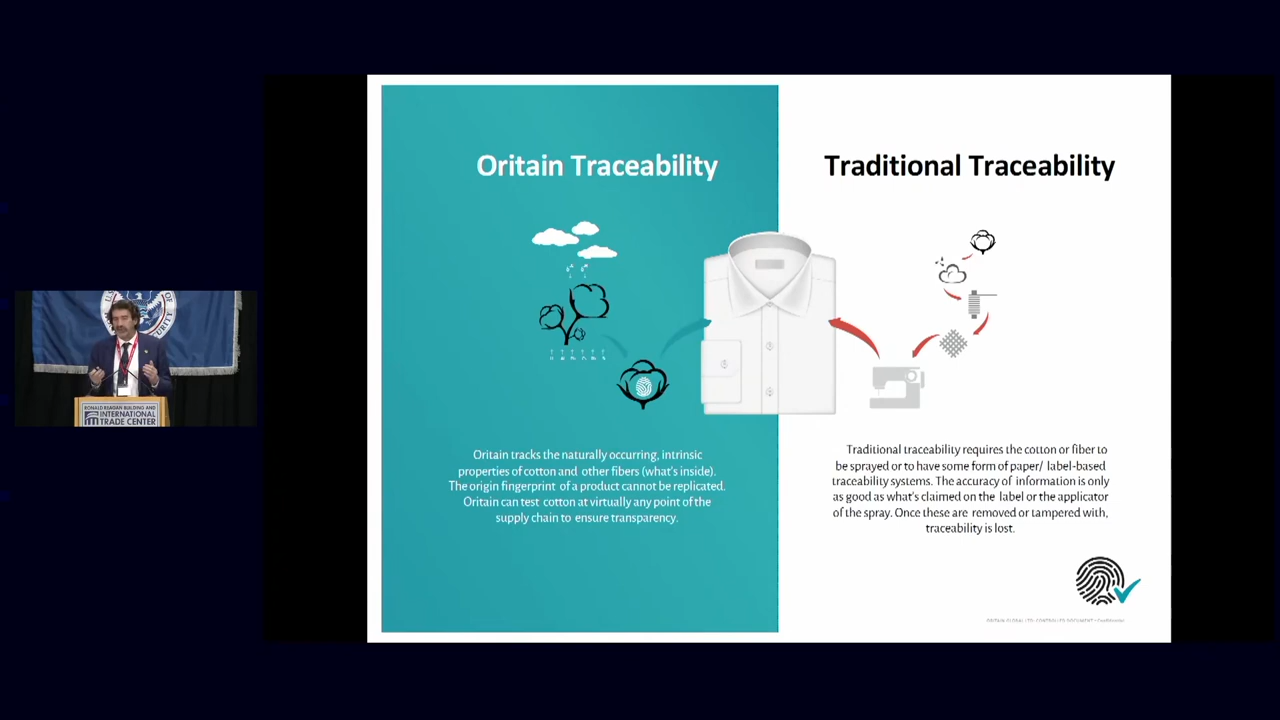 Oritain Traceability
Oritain tracks the naturally occurring, intrinsic
properties of cotton and other fibers (what's inside).
The origin fingerprint of a product cannot be replicated.
Oritain can test cotton at virtually any point of the
supply chain to ensure transparency.
Traditional Traceability
Traditional traceability requires the cotton or fiber to
be sprayed or to have some form of paper/ label-based
traceability systems. The accuracy of information is only
as good as what's claimed on the label or the applicator
of the spray. Once these are removed or tampered with,
traceability is lost.
ORITAIN GLOBAL LTD CONTROLLED DOCUMENT
RONALD REAGAN BUILDING AND
INTERNATIONAL
TRADE CENTER